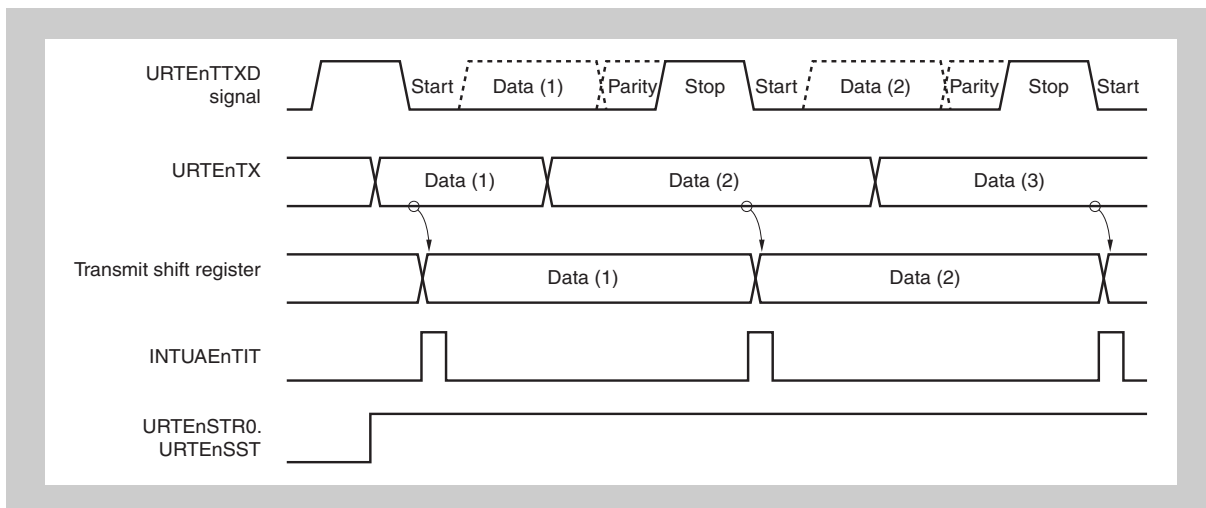 URTEnTTXD
signal
Start Data (1) Parity Stop Start Data (2) Parity Stop Start
URTEnTX
Data (1) Data (2) Data (3)
Transmit shift register
Data (1) Data (2)
INTUAEnTIT
URTEnSTR0.
URTEnSST